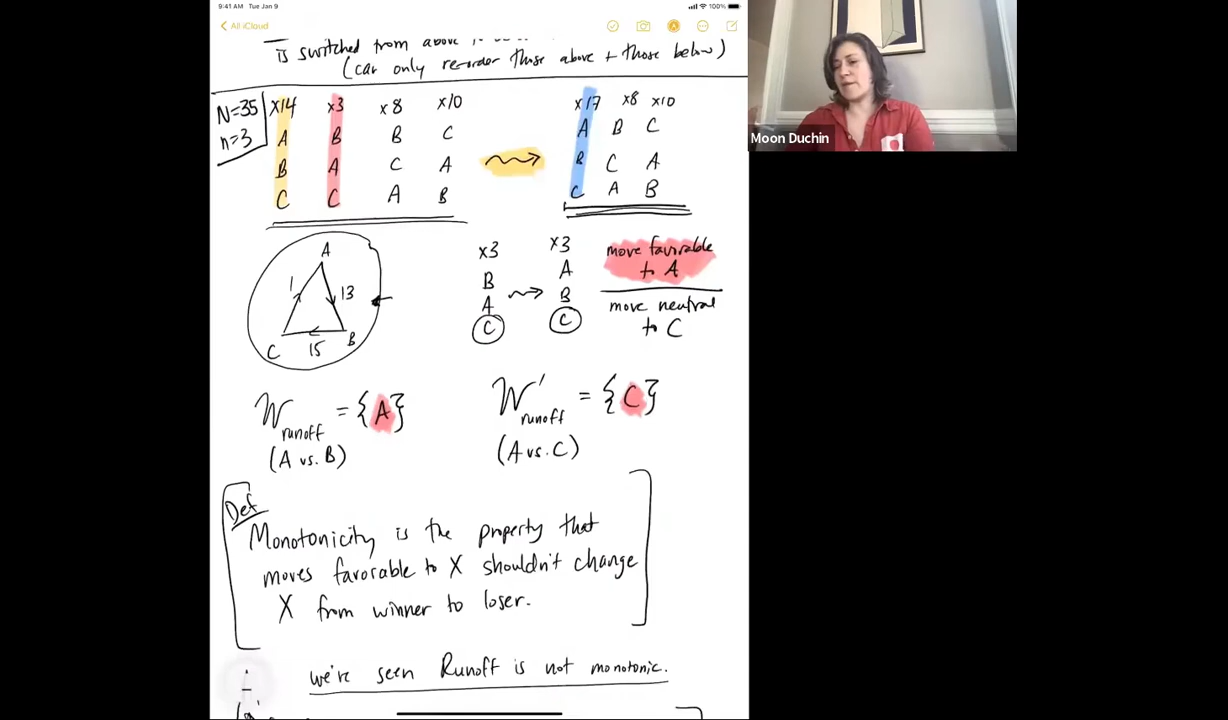 9:41 AM Tue Jan 9
100%
All iCloud
is switched from above to
(can only re-order those above + those below)
N=35
n=3
x14 x3 x8 x10
A B B C
B A C A
C C A B
x17 x8 x10
A B C
B C A
C A B
A
1 13
C 15 B
x3 x3
B A
A B
C C
move favorable
to A
move neutral
to C
W runoff = {A}
(A vs. B)
W' runoff = {C}
(A vs. C)
Def
Monotonicity is the property that
moves favorable to X shouldn't change
X from winner to loser.
we've seen Runoff is not monotonic.
Moon Duchin